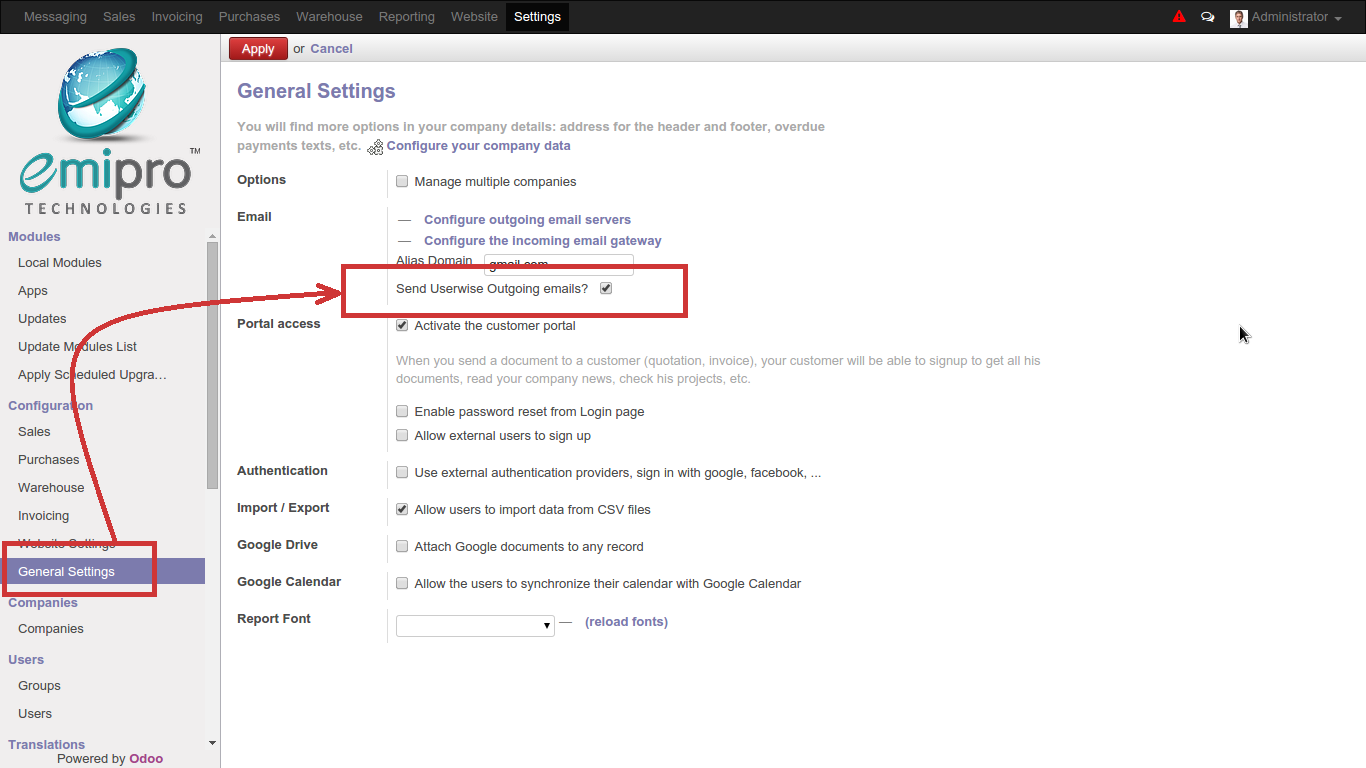 Messaging Sales Invoicing Purchases Warehouse Reporting Website Settings Administrator
Apply or Cancel
emipro TM
TECHNOLOGIES
Modules
Local Modules
Apps
Updates
Update Modules List
Apply Scheduled Upgra…
Configuration
Sales
Purchases
Warehouse
Invoicing
Website Settings
General Settings
Companies
Companies
Users
Groups
Users
Translations
Powered by Odoo
General Settings
You will find more options in your company details: address for the header and footer, overdue
payments texts, etc. Configure your company data
Options
Manage multiple companies
Email
— Configure outgoing email servers
— Configure the incoming email gateway
Alias Domain gmail.com
Send Userwise Outgoing emails?
Portal access
Activate the customer portal
When you send a document to a customer (quotation, invoice), your customer will be able to signup to get all his
documents, read your company news, check his projects, etc.
Enable password reset from Login page
Allow external users to sign up
Authentication
Use external authentication providers, sign in with google, facebook, ...
Import / Export
Allow users to import data from CSV files
Google Drive
Attach Google documents to any record
Google Calendar
Allow the users to synchronize their calendar with Google Calendar
Report Font
— (reload fonts)